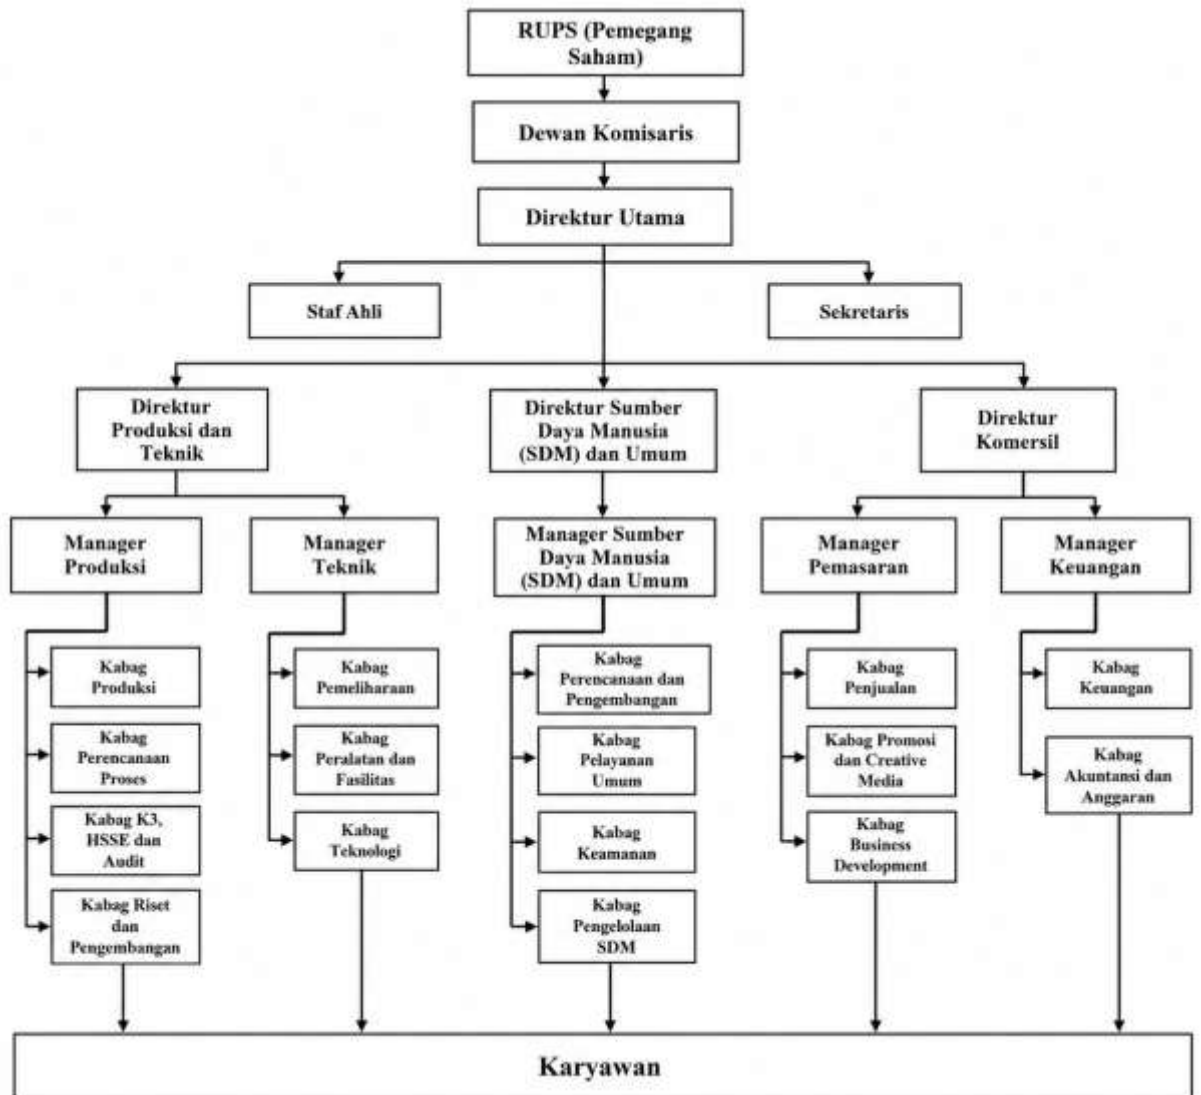 RUPS (Pemegang
Saham)
Dewan Komisaris
Direktur Utama
Staf Ahli
Sekretaris
Direktur
Produksi dan
Teknik
Direktur Sumber
Daya Manusia
(SDM) dan Umum
Direktur
Komersil
Manager
Produksi
Manager
Teknik
Manager Sumber
Daya Manusia
(SDM) dan Umum
Manager
Pemasaran
Manager
Keuangan
Kabag
Produksi
Kabag
Perencanaan
Proses
Kabag K3,
HSSE dan
Audit
Kabag Riset
dan
Pengembangan
Kabag
Pemeliharaan
Kabag
Peralatan dan
Fasilitas
Kabag
Teknologi
Kabag
Perencanaan dan
Pengembangan
Kabag
Pelayanan
Umum
Kabag
Keamanan
Kabag
Pengelolaan
SDM
Kabag
Penjualan
Kabag Promosi
dan Creative
Media
Kabag
Business
Development
Kabag
Keuangan
Kabag
Akuntansi dan
Anggaran
Karyawan